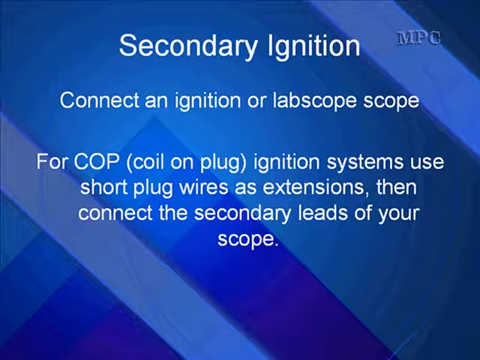 Secondary Ignition
MPC
Connect an ignition or labscope scope
For COP (coil on plug) ignition systems use
short plug wires as extensions, then
connect the secondary leads of your
scope.